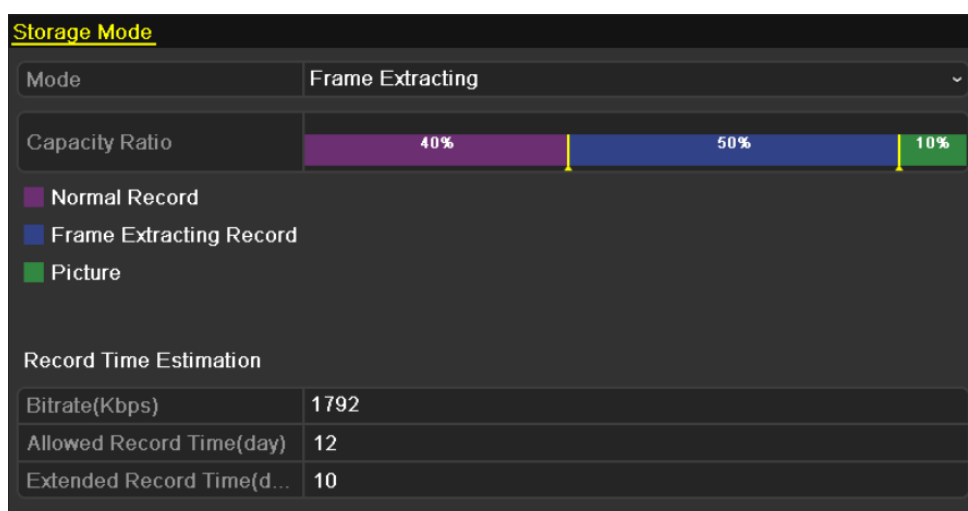 Storage Mode
Mode Frame Extracting
Capacity Ratio 40% 50% 10%
Normal Record
Frame Extracting Record
Picture
Record Time Estimation
Bitrate(Kbps) 1792
Allowed Record Time(day) 12
Extended Record Time(d... 10